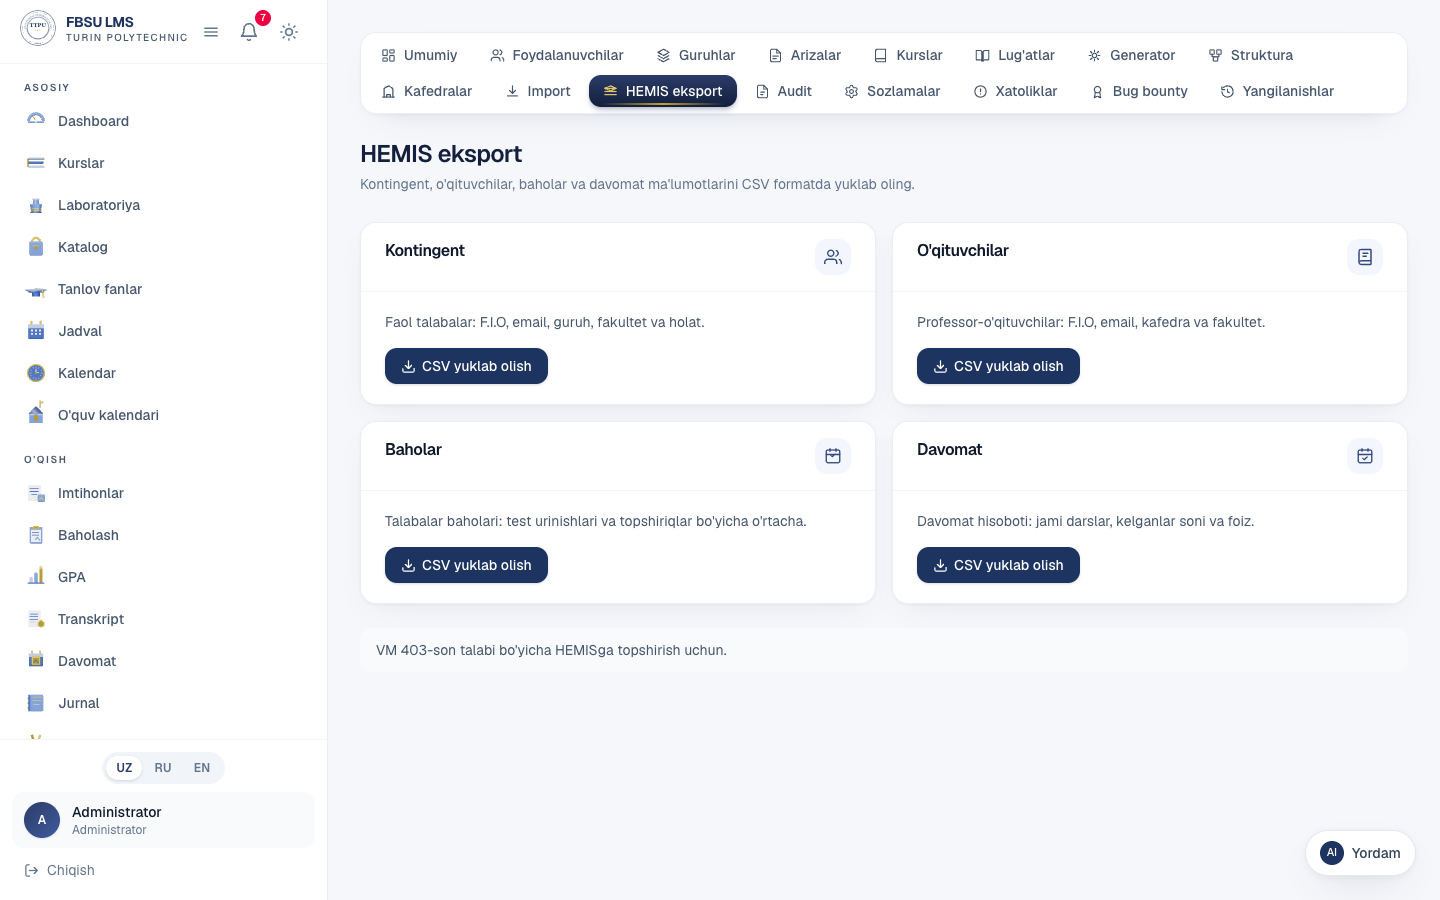 TTPU
FBSU LMS
TURIN POLYTECHNIC
7
ASOSIY
Dashboard
Kurslar
Laboratoriya
Katalog
Tanlov fanlar
Jadval
Kalendar
O'quv kalendari
O'QISH
Imtihonlar
Baholash
GPA
Transkript
Davomat
Jurnal
UZ RU EN
A
Administrator
Administrator
Chiqish
Umumiy Foydalanuvchilar Guruhlar Arizalar Kurslar Lug'atlar Generator Struktura
Kafedralar Import HEMIS eksport Audit Sozlamalar Xatoliklar Bug bounty Yangilanishlar
HEMIS eksport
Kontingent, o'qituvchilar, baholar va davomat ma'lumotlarini CSV formatda yuklab oling.
Kontingent
Faol talabalar: F.I.O, email, guruh, fakultet va holat.
CSV yuklab olish
O'qituvchilar
Professor-o'qituvchilar: F.I.O, email, kafedra va fakultet.
CSV yuklab olish
Baholar
Talabalar baholari: test urinishlari va topshiriqlar bo'yicha o'rtacha.
CSV yuklab olish
Davomat
Davomat hisoboti: jami darslar, kelganlar soni va foiz.
CSV yuklab olish
VM 403-son talabi bo'yicha HEMISga topshirish uchun.
AI Yordam